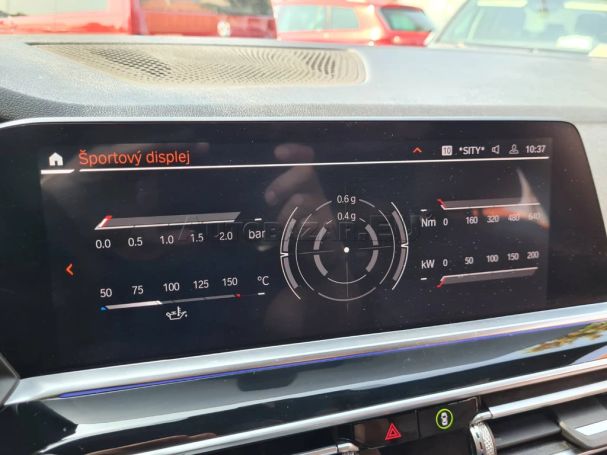 Športový displej
10 *SITY* 10:37
0.6 g
0.4 g
0.0 0.5 1.0 1.5 2.0 bar
Nm 0 160 320 480 640
50 75 100 125 150 °C
kW 0 50 100 150 200